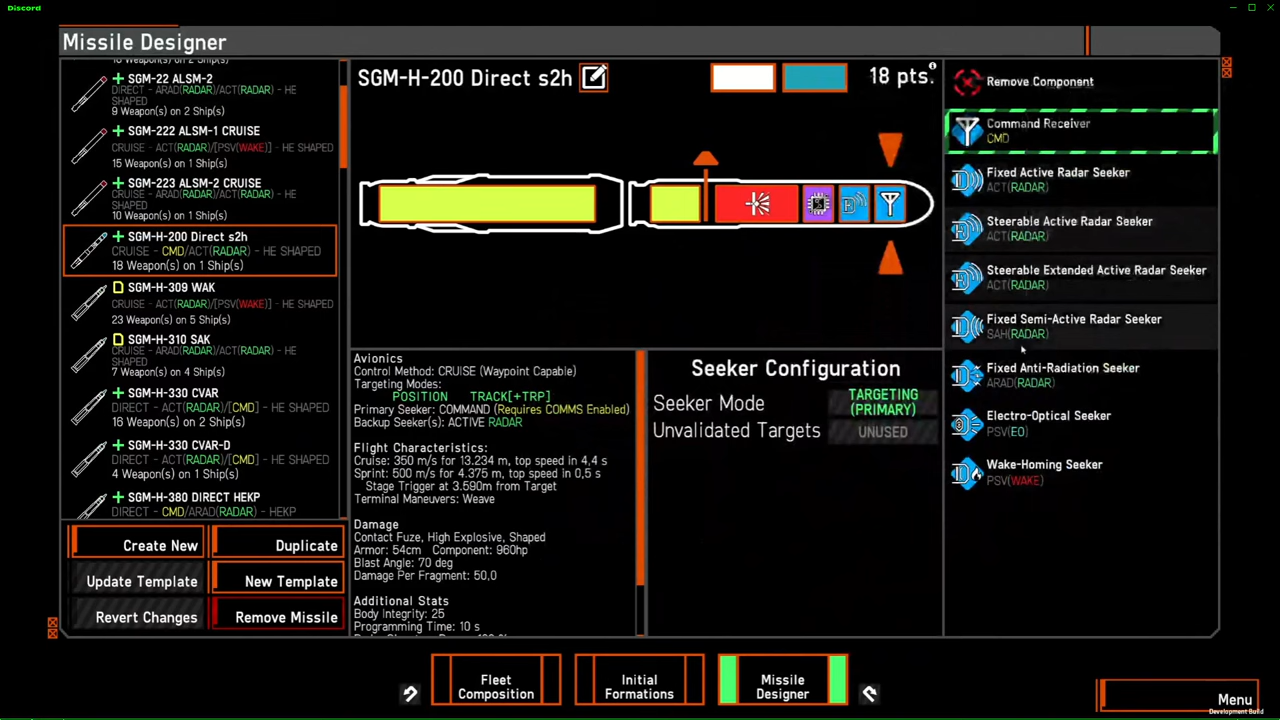 Discord
Missile Designer
SGM-22 ALSM-2
DIRECT - ARAD(RADAR)/ACT(RADAR) - HE
SHAPED
9 Weapon(s) on 2 Ship(s)
SGM-222 ALSM-1 CRUISE
CRUISE - ACT(RADAR)/[PSV(WAKE)] - HE SHAPED
15 Weapon(s) on 1 Ship(s)
SGM-223 ALSM-2 CRUISE
CRUISE - ARAD(RADAR)/ACT(RADAR) - HE
SHAPED
10 Weapon(s) on 1 Ship(s)
SGM-H-200 Direct s2h
CRUISE - CMD/ACT(RADAR) - HE SHAPED
18 Weapon(s) on 1 Ship(s)
SGM-H-309 WAK
CRUISE - ACT(RADAR)/[PSV(WAKE)] - HE SHAPED
23 Weapon(s) on 5 Ship(s)
SGM-H-310 SAK
CRUISE - ARAD(RADAR)/ACT(RADAR) - HE
SHAPED
7 Weapon(s) on 4 Ship(s)
SGM-H-330 CVAR
DIRECT - ACT(RADAR)/[CMD] - HE SHAPED
16 Weapon(s) on 2 Ship(s)
SGM-H-330 CVAR-D
DIRECT - ACT(RADAR)/[CMD] - HE SHAPED
4 Weapon(s) on 1 Ship(s)
SGM-H-380 DIRECT HEKP
DIRECT - CMD/ARAD(RADAR) - HEKP
Create New
Duplicate
Update Template
New Template
Revert Changes
Remove Missile
SGM-H-200 Direct s2h
18 pts.
Avionics
Control Method: CRUISE (Waypoint Capable)
Targeting Modes:
POSITION TRACK[+TRP]
Primary Seeker: COMMAND (Requires COMMS Enabled)
Backup Seeker(s): ACTIVE RADAR
Flight Characteristics:
Cruise: 350 m/s for 13.234 m, top speed in 4,4 s
Sprint: 500 m/s for 4.375 m, top speed in 0,5 s
Stage Trigger at 3.590m from Target
Terminal Maneuvers: Weave
Damage
Contact Fuze, High Explosive, Shaped
Armor: 54cm Component: 960hp
Blast Angle: 70 deg
Damage Per Fragment: 50,0
Additional Stats
Body Integrity: 25
Programming Time: 10 s
Seeker Configuration
Seeker Mode
TARGETING
(PRIMARY)
Unvalidated Targets
UNUSED
Remove Component
Command Receiver
CMD
Fixed Active Radar Seeker
ACT(RADAR)
Steerable Active Radar Seeker
ACT(RADAR)
Steerable Extended Active Radar Seeker
ACT(RADAR)
Fixed Semi-Active Radar Seeker
SAH(RADAR)
Fixed Anti-Radiation Seeker
ARAD(RADAR)
Electro-Optical Seeker
PSV(EO)
Wake-Homing Seeker
PSV(WAKE)
Fleet
Composition
Initial
Formations
Missile
Designer
Menu
Development Build